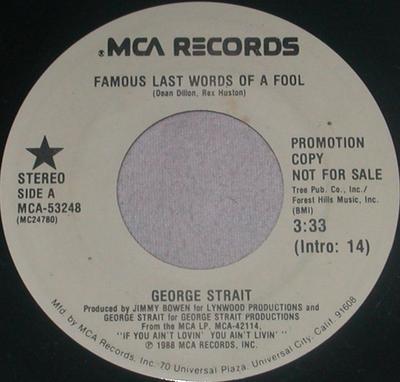 ®.MCA RECORDS
FAMOUS LAST WORDS OF A FOOL
(Dean Dillon, Rex Huston)
STEREO
SIDE A
MCA-53248
(MC24780)
PROMOTION
COPY
NOT FOR SALE
Tree Pub. Co., Inc./
Forest Hills Music, Inc.
(BMI)
3:33
(Intro: 14)
GEORGE STRAIT
Produced by JIMMY BOWEN for LYNWOOD PRODUCTIONS and
GEORGE STRAIT for GEORGE STRAIT PRODUCTIONS
From the MCA LP, MCA-42114,
"IF YOU AIN'T LOVIN' YOU AIN'T LIVIN'"
℗ 1988 MCA RECORDS, INC.
Mfd. by MCA Records, Inc. 70 Universal Plaza, Universal City, Calif. 91608